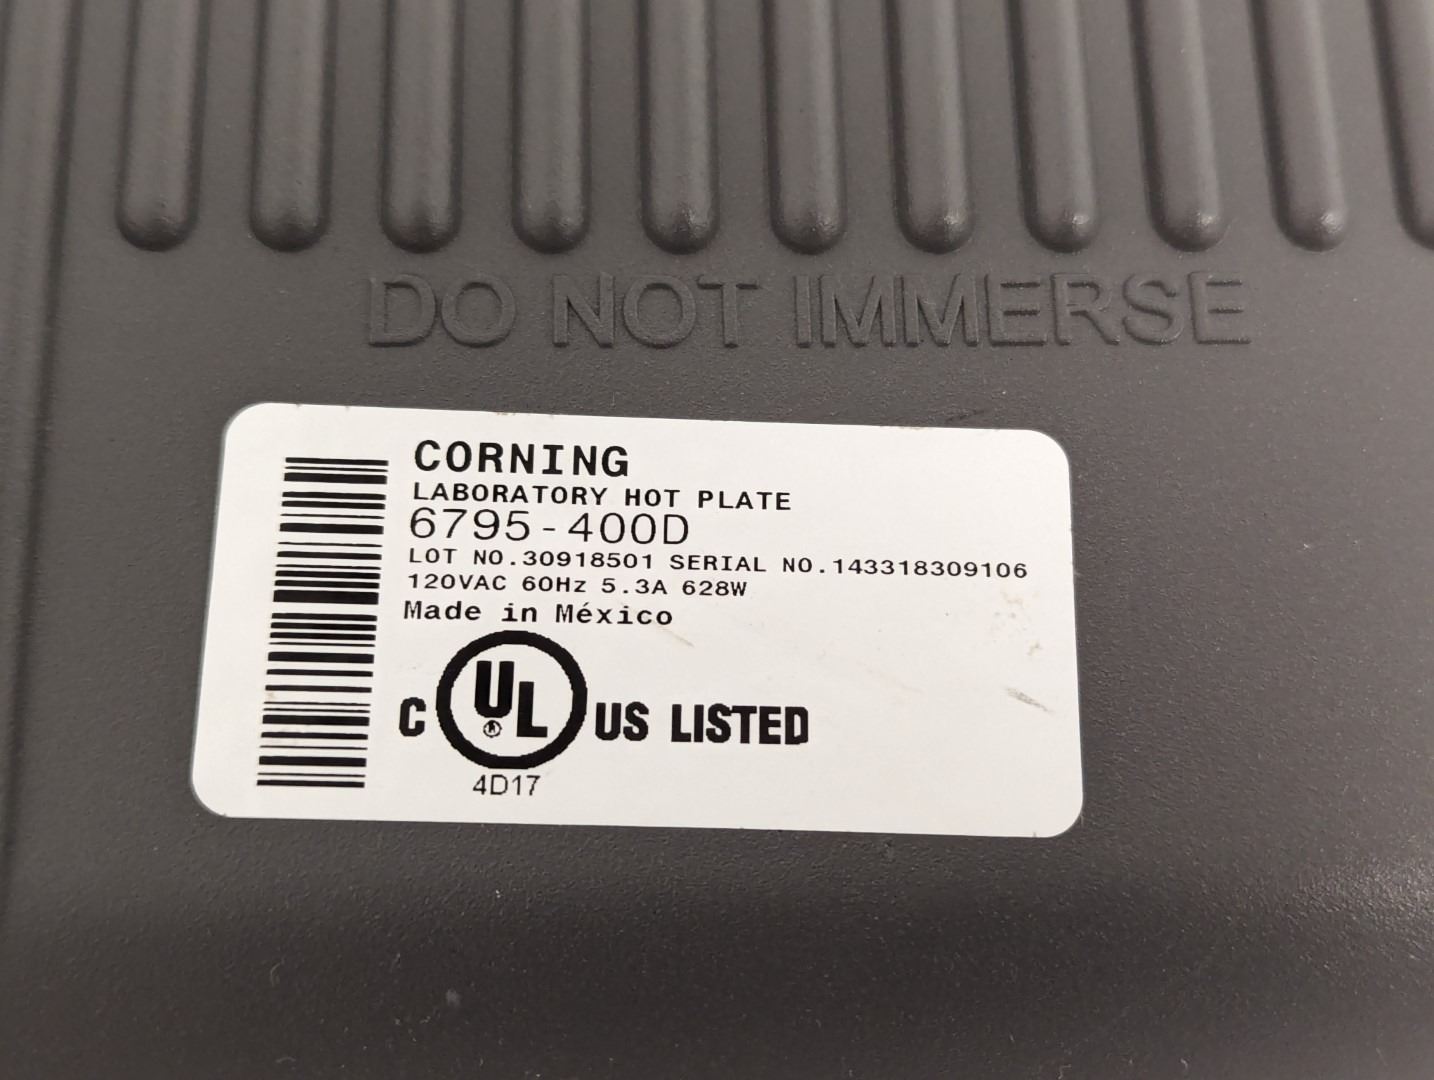 DO NOT IMMERSE
CORNING
LABORATORY HOT PLATE
6795-400D
LOT NO.30918501 SERIAL NO.143318309106
120VAC 60Hz 5.3A 628W
Made in México
C UL ® US LISTED
4D17